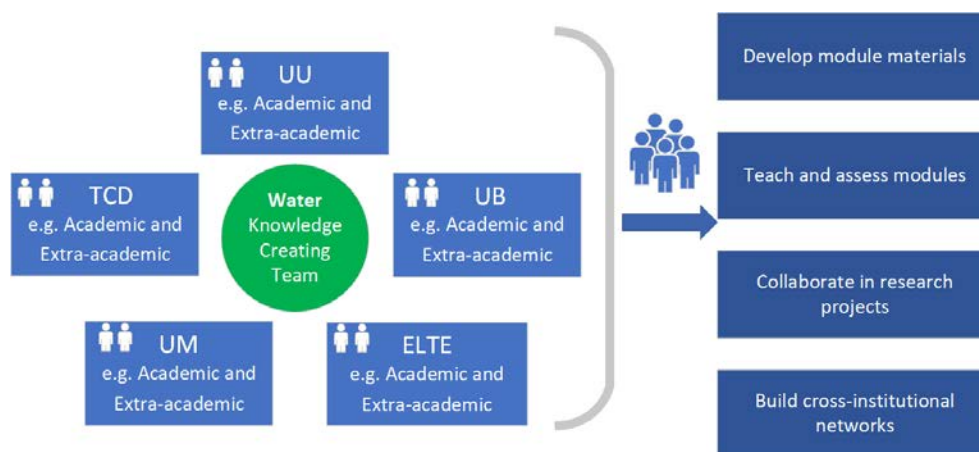 UU
e.g. Academic and
Extra-academic
TCD
e.g. Academic and
Extra-academic
Water
Knowledge
Creating
Team
UB
e.g. Academic and
Extra-academic
UM
e.g. Academic and
Extra-academic
ELTE
e.g. Academic and
Extra-academic
Develop module materials
Teach and assess modules
Collaborate in research
projects
Build cross-institutional
networks